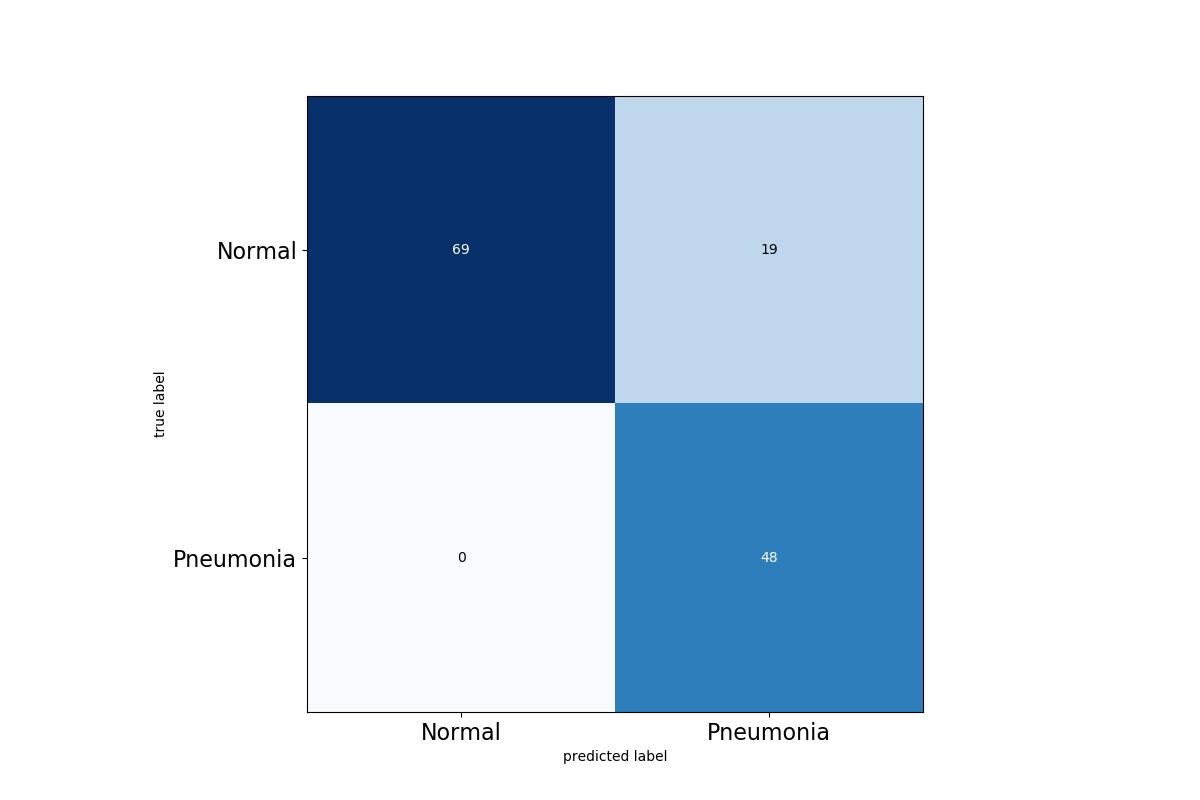 Normal
69
19
true label
Pneumonia
0
48
Normal
Pneumonia
predicted label